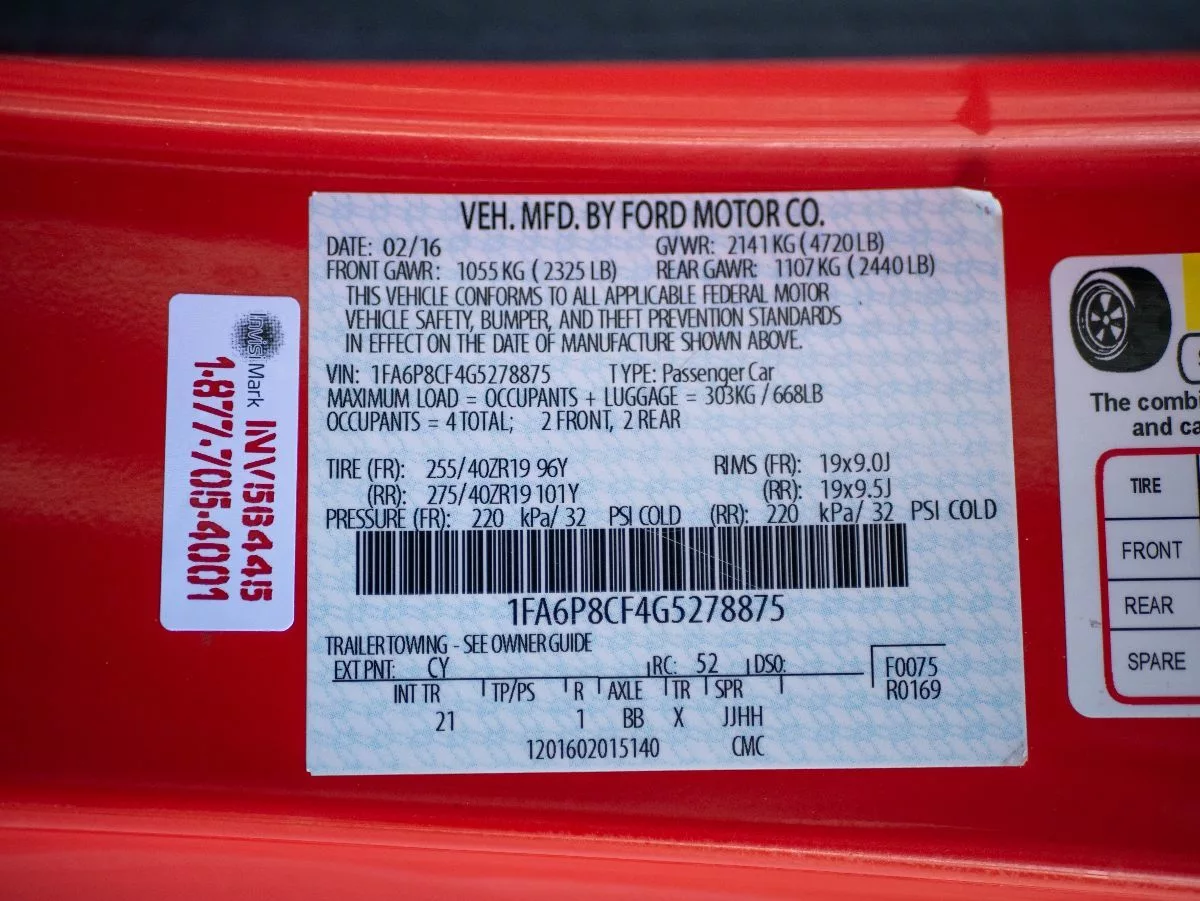 VEH. MFD. BY FORD MOTOR CO.
DATE: 02/16 GVWR: 2141 KG ( 4720 LB)
FRONT GAWR: 1055 KG ( 2325 LB) REAR GAWR: 1107 KG ( 2440 LB)
THIS VEHICLE CONFORMS TO ALL APPLICABLE FEDERAL MOTOR
VEHICLE SAFETY, BUMPER, AND THEFT PREVENTION STANDARDS
IN EFFECT ON THE DATE OF MANUFACTURE SHOWN ABOVE.
VIN: 1FA6P8CF4G5278875 TYPE: Passenger Car
MAXIMUM LOAD = OCCUPANTS + LUGGAGE = 303KG / 668LB
OCCUPANTS = 4 TOTAL; 2 FRONT, 2 REAR
TIRE (FR): 255/40ZR19 96Y RIMS (FR): 19x9.0J
(RR): 275/40ZR19 101Y (RR): 19x9.5J
PRESSURE (FR): 220 kPa/ 32 PSI COLD (RR): 220 kPa/ 32 PSI COLD
1FA6P8CF4G5278875
TRAILER TOWING - SEE OWNER GUIDE
EXT PNT: CY RC: 52 DSO: F0075
INT TR TP/PS R AXLE TR SPR R0169
21 1 BB X JJHH
1201602015140 CMC
InVisiMark INV56445
1·877·705·4001
The combi
and ca
TIRE
FRONT
REAR
SPARE